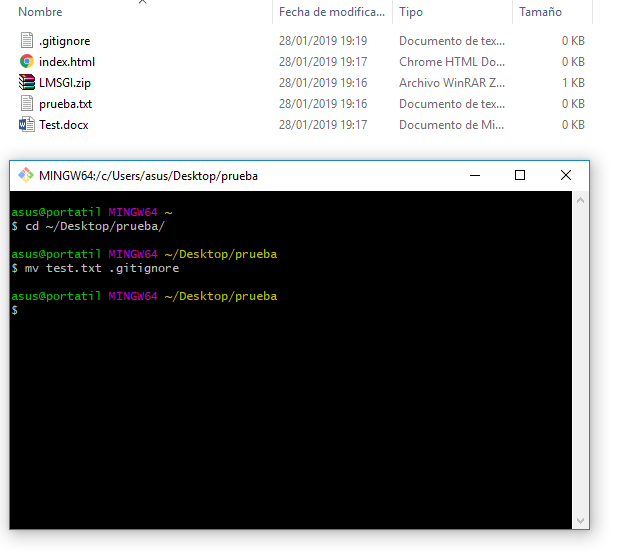 Nombre Fecha de modifica... Tipo Tamaño
.gitignore 28/01/2019 19:19 Documento de tex... 0 KB
index.html 28/01/2019 19:17 Chrome HTML Do... 0 KB
LMSGI.zip 28/01/2019 19:16 Archivo WinRAR Z... 1 KB
prueba.txt 28/01/2019 19:16 Documento de tex... 0 KB
Test.docx 28/01/2019 19:17 Documento de Mi... 0 KB
MINGW64:/c/Users/asus/Desktop/prueba
asus@portatil MINGW64 ~
$ cd ~/Desktop/prueba/
asus@portatil MINGW64 ~/Desktop/prueba
$ mv test.txt .gitignore
asus@portatil MINGW64 ~/Desktop/prueba
$